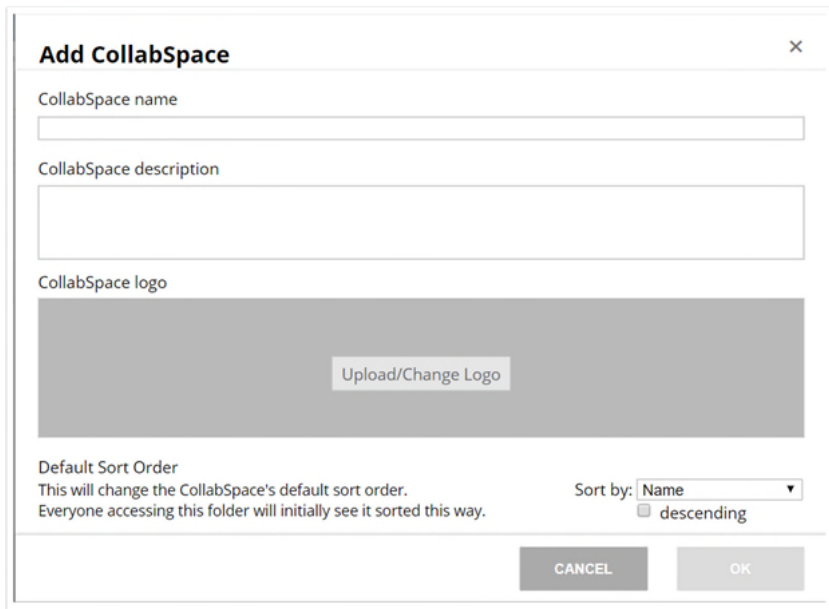 Add CollabSpace
×
CollabSpace name
CollabSpace description
CollabSpace logo
Upload/Change Logo
Default Sort Order
This will change the CollabSpace's default sort order.
Everyone accessing this folder will initially see it sorted this way.
Sort by: Name
descending
CANCEL
OK